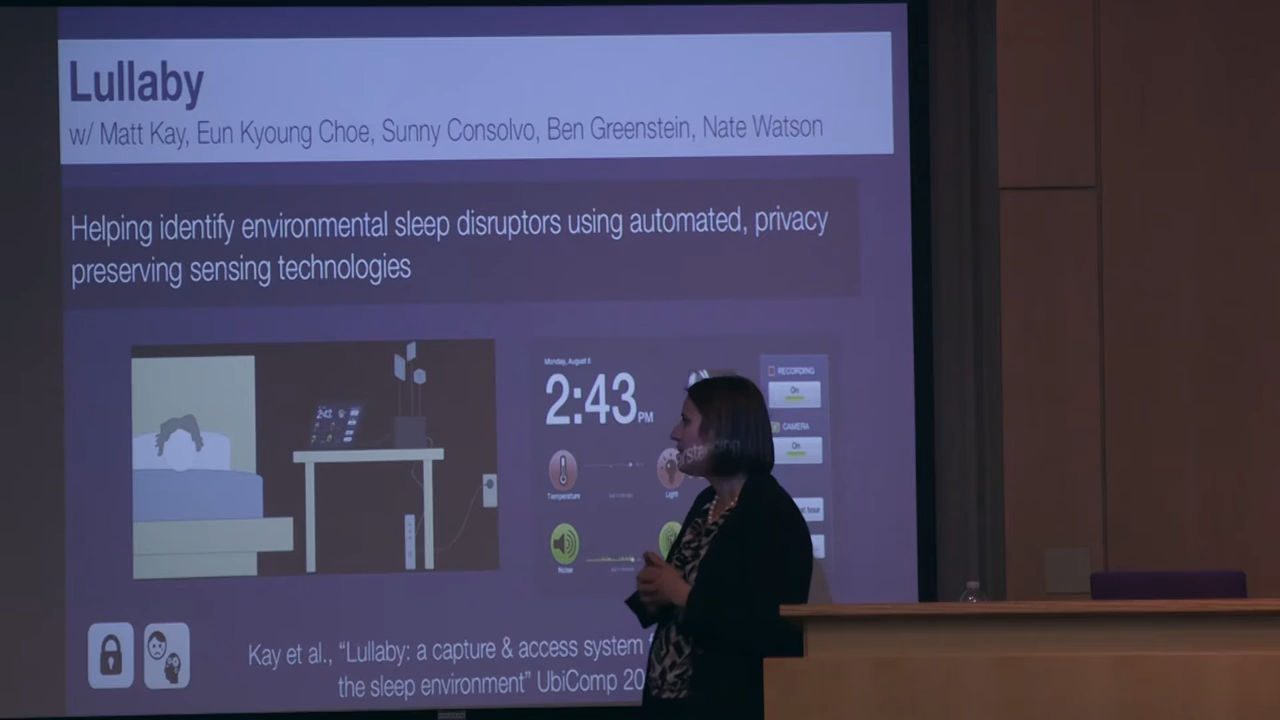 Lullaby
w/ Matt Kay, Eun Kyoung Choe, Sunny Consolvo, Ben Greenstein, Nate Watson
Helping identify environmental sleep disruptors using automated, privacy
preserving sensing technologies
Monday, August 8
2:43 PM
RECORDING
On
CAMERA
On
Temperature
Light
Noise
hour
Kay et al., “Lullaby: a capture & access system
the sleep environment” UbiComp 20